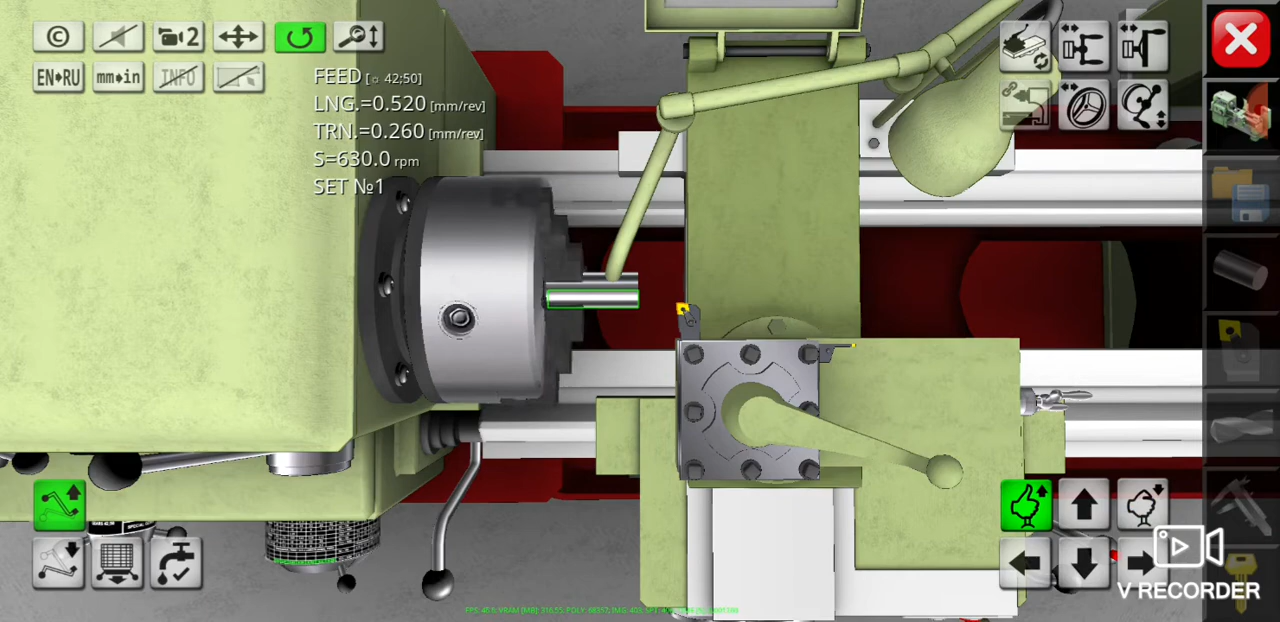 ©
2
EN▸RU
mm▸in
INFO
FEED [☼ 42;50]
LNG.=0.520 [mm/rev]
TRN.=0.260 [mm/rev]
S=630.0 rpm
SET №1
V RECORDER